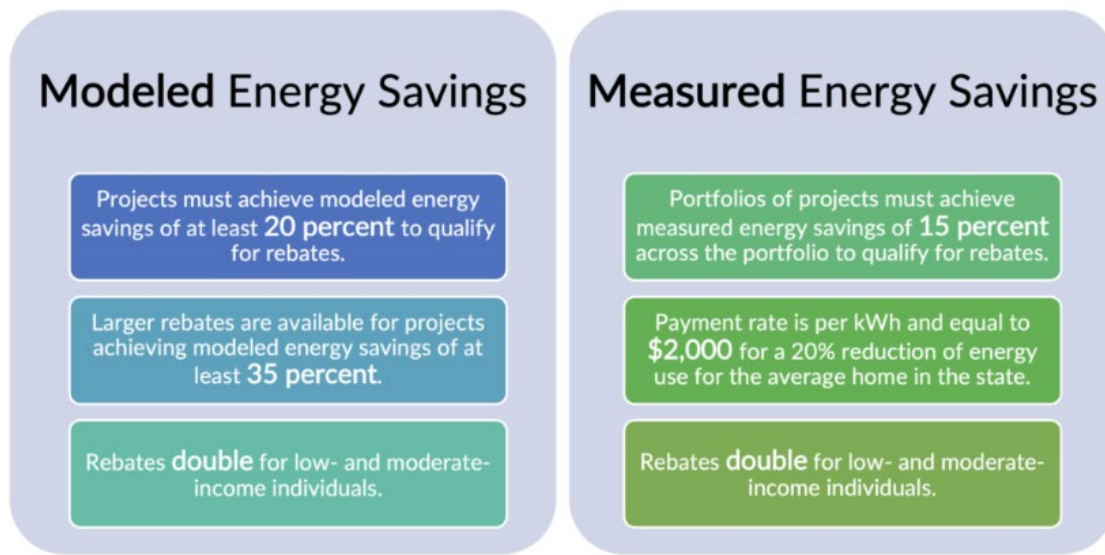 Modeled Energy Savings
Projects must achieve modeled energy
savings of at least 20 percent to qualify
for rebates.
Larger rebates are available for projects
achieving modeled energy savings of at
least 35 percent.
Rebates double for low- and moderate-
income individuals.
Measured Energy Savings
Portfolios of projects must achieve
measured energy savings of 15 percent
across the portfolio to qualify for rebates.
Payment rate is per kWh and equal to
$2,000 for a 20% reduction of energy
use for the average home in the state.
Rebates double for low- and moderate-
income individuals.